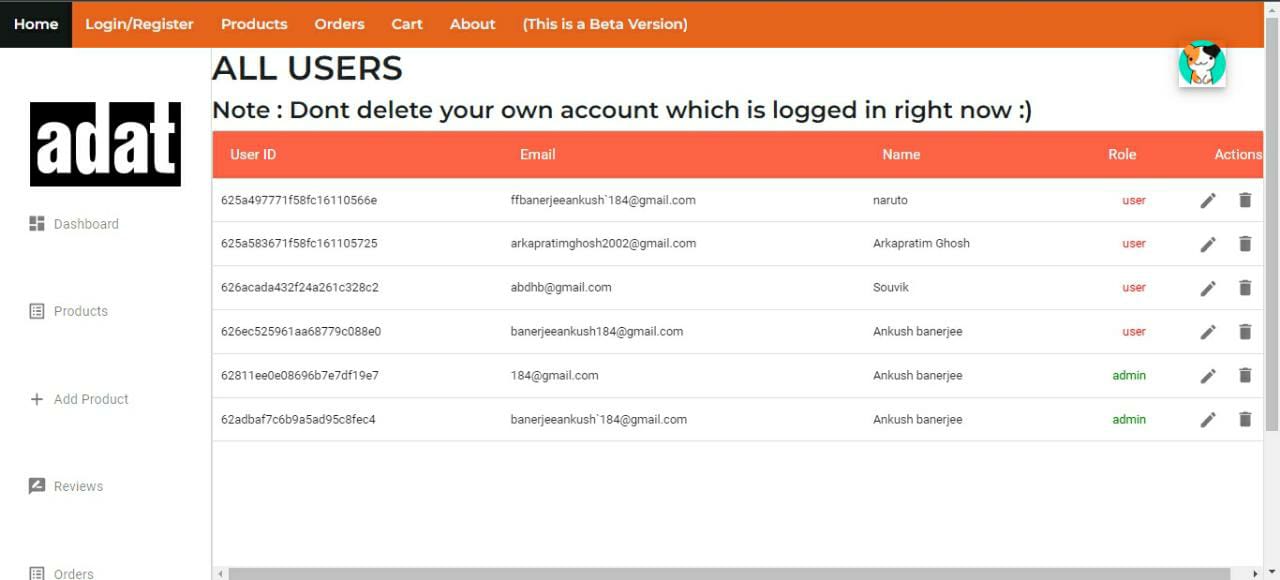 Home Login/Register Products Orders Cart About (This is a Beta Version)
ALL USERS
Note : Dont delete your own account which is logged in right now :)
adat
Dashboard
Products
Add Product
Reviews
Orders
User ID Email Name Role Actions
625a497771f58fc16110566e ffbanerjeeankush`184@gmail.com naruto user
625a583671f58fc161105725 arkapratimghosh2002@gmail.com Arkapratim Ghosh user
626acada432f24a261c328c2 abdhb@gmail.com Souvik user
626ec525961aa68779c088e0 banerjeeankush184@gmail.com Ankush banerjee user
62811ee0e08696b7e7df19e7 184@gmail.com Ankush banerjee admin
62adbaf7c6b9a5ad95c8fec4 banerjeeankush`184@gmail.com Ankush banerjee admin